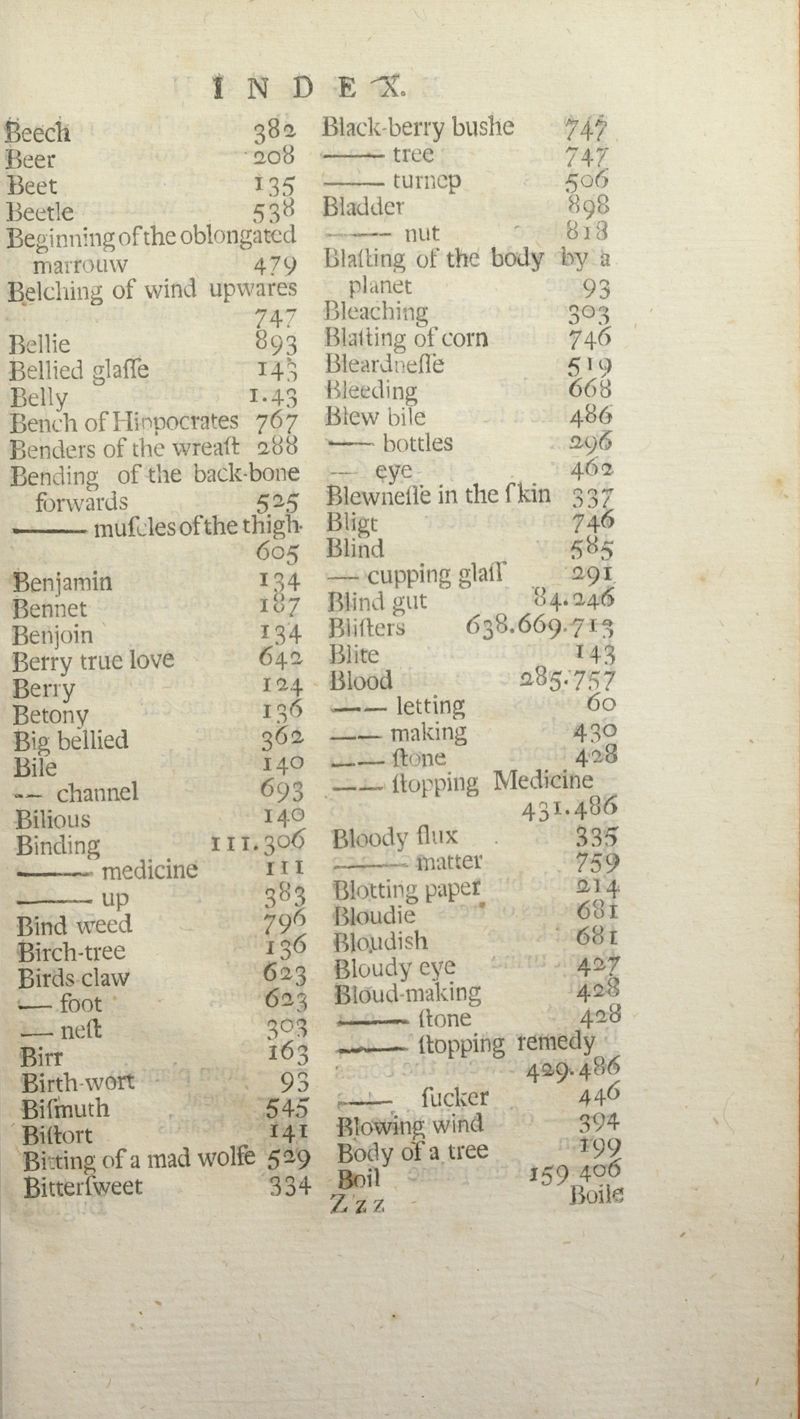 INDEX.
Beech 382
Beer 208
Beet 135
Beetle 538
Beginning of the oblongated
marrouw 479
Belching of wind upwares
747
Bellie 893
Bellied glaſſe 143
Belly 1.43
Bench of Hippocrates 767
Benders of the wreaſt 288
Bending of the back-bone
forwards 525
—— muſcles of the thigh
605
Benjamin 134
Bennet 187
Benjoin 134
Berry true love 642
Berry 124
Betony 136
Big bellied 362
Bile 140
—— channel 693
Bilious 140
Binding 111.306
—— medicine 111
—— up 383
Bind weed 796
Birch-tree 136
Birds claw 623
—— foot 623
—— neſt 303
Birr 163
Birth-wort 93
Biſmuth 545
Biſtort 141
Biting of a mad wolfe 529
Bitterſweet 334
Black-berry bushe 747
—— tree 747
—— turnep 506
Bladder 898
—— nut 818
Blaſting of the body by a
planet 93
Bleaching 303
Blaſting of corn 746
Bleardneſſe 519
Bleeding 668
Blew bile 486
—— bottles 296
—— eye 462
Blewneſſe in the ſkin 337
Bligt 746
Blind 585
—— cupping glaſſ 291
Blind gut 84.246
Bliſters 638.669.713
Blite 143
Blood 285.757
—— letting 60
—— making 430
—— ſtone 428
—— ſtopping Medicine
431.486
Bloody flux 335
—— matter 759
Blotting paper 214
Bloudie 681
Bloudish 681
Bloudy eye 427
Bloud-making 428
—— ſtone 428
—— ſtopping remedy
429.486
—— ſucker 446
Blowing wind 394
Body of a tree 199
Boil 159 406
Zzz Boile